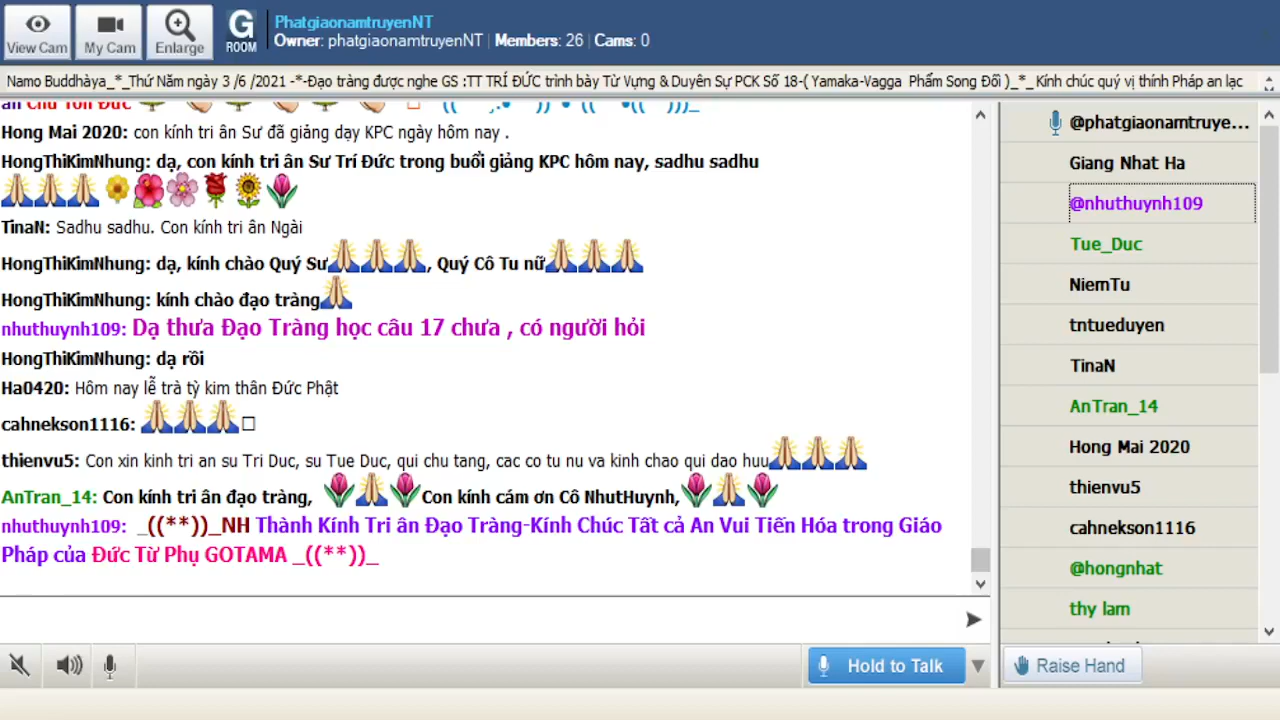 View Cam
My Cam
Enlarge
G
ROOM
PhatgiaonamtruyenNT
Owner: phatgiaonamtruyenNT | Members: 26 | Cams: 0
Namo Buddhàya_*_Thứ Năm ngày 3 /6 /2021 -*-Đạo tràng được nghe GS :TT TRÍ ĐỨC trình bày Từ Vựng & Duyên Sự PCK Số 18-( Yamaka-Vagga Phẩm Song Đối )_*_Kính chúc quý vị thính Pháp an lạc
ân Chư Tôn Đức
Hong Mai 2020: con kính tri ân Sư đã giảng dạy KPC ngày hôm nay .
HongThiKimNhung: dạ, con kính tri ân Sư Trí Đức trong buổi giảng KPC hôm nay, sadhu sadhu
TinaN: Sadhu sadhu. Con kính tri ân Ngài
HongThiKimNhung: dạ, kính chào Quý Sư, Quý Cô Tu nữ
HongThiKimNhung: kính chào đạo tràng
nhuthuynh109: Dạ thưa Đạo Tràng học câu 17 chưa , có người hỏi
HongThiKimNhung: dạ rồi
Ha0420: Hôm nay lễ trà tỳ kim thân Đức Phật
cahnekson1116:
thienvu5: Con xin kinh tri an su Tri Duc, su Tue Duc, qui chu tang, cac co tu nu va kinh chao qui dao huu
AnTran_14: Con kính tri ân đạo tràng, Con kính cám ơn Cô NhutHuynh,
nhuthuynh109: _((**))_NH Thành Kính Tri ân Đạo Tràng-Kính Chúc Tất cả An Vui Tiến Hóa trong Giáo
Pháp của Đức Từ Phụ GOTAMA _((**))_
Hold to Talk
@phatgiaonamtruye...
Giang Nhat Ha
@nhuthuynh109
Tue_Duc
NiemTu
tntueduyen
TinaN
AnTran_14
Hong Mai 2020
thienvu5
cahnekson1116
@hongnhat
thy lam
Raise Hand